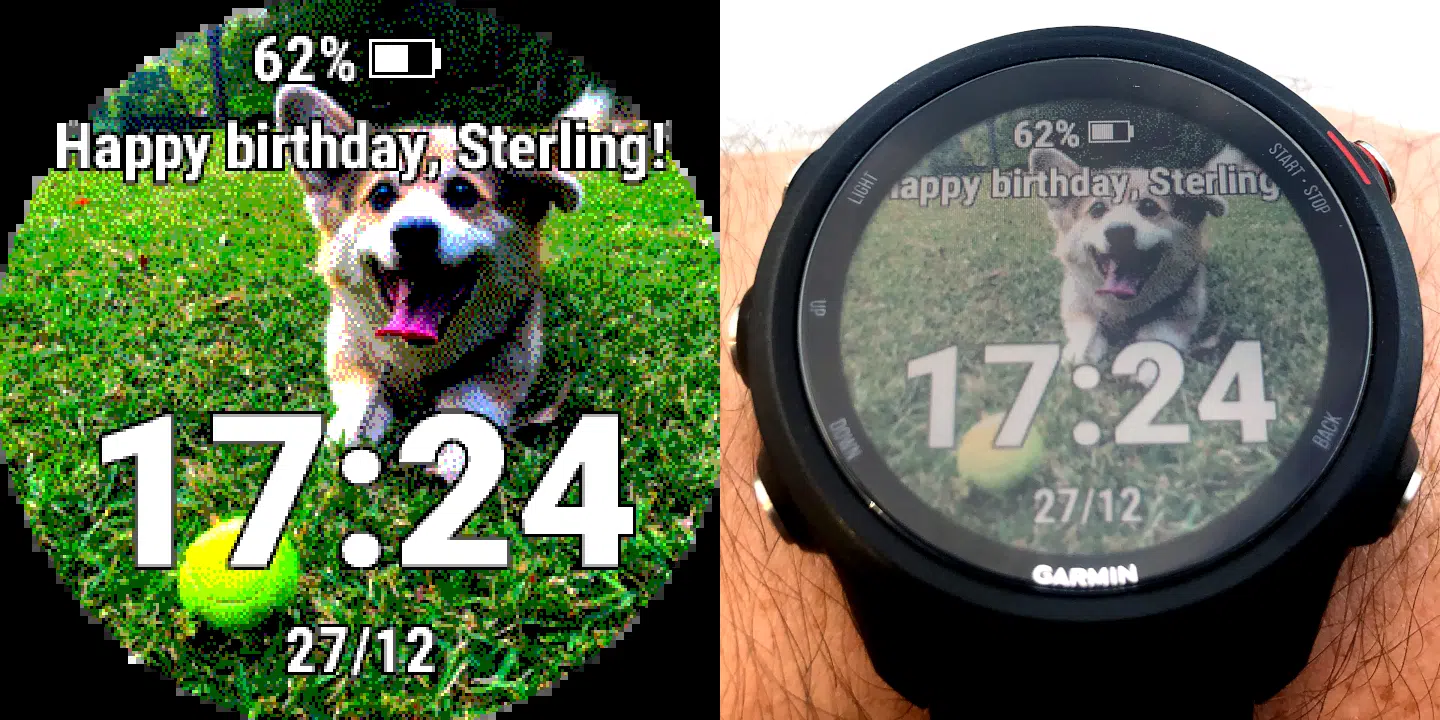 62%
Happy birthday, Sterling!
17:24
27/12
62%
appy birthday, Sterling
LIGHT
START · STOP
UP
17:24
DOWN
BACK
27/12
GARMIN